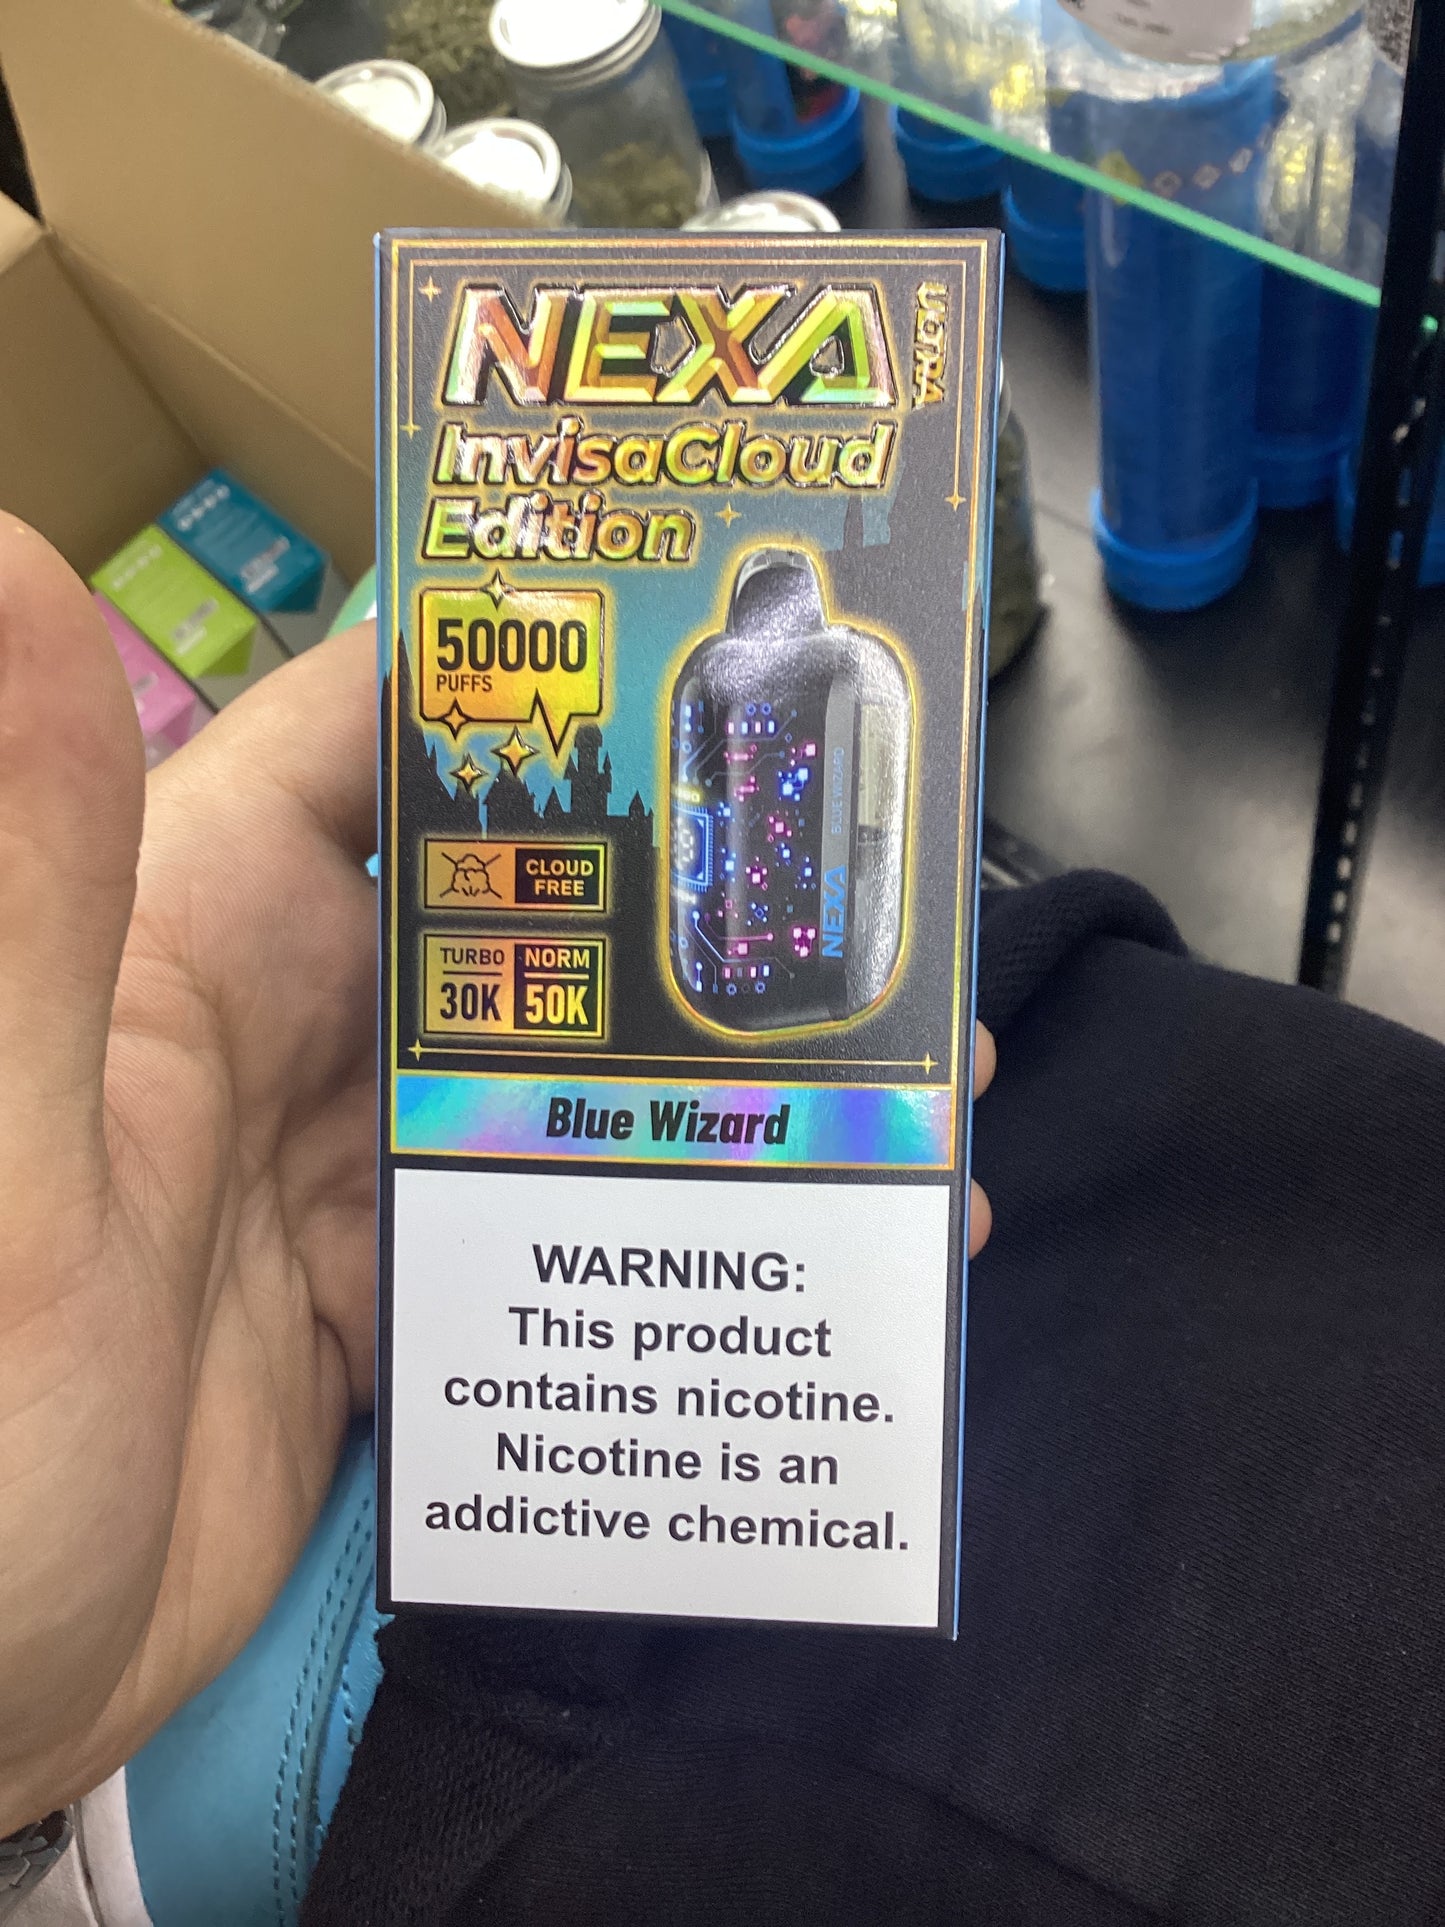 NEXA
ULTRA
InvisaCloud
Edition
50000
PUFFS
CLOUD
FREE
TURBO
30K
NORM
50K
NEXA
BLUE WIZARD
Blue Wizard
WARNING:
This product
contains nicotine.
Nicotine is an
addictive chemical.